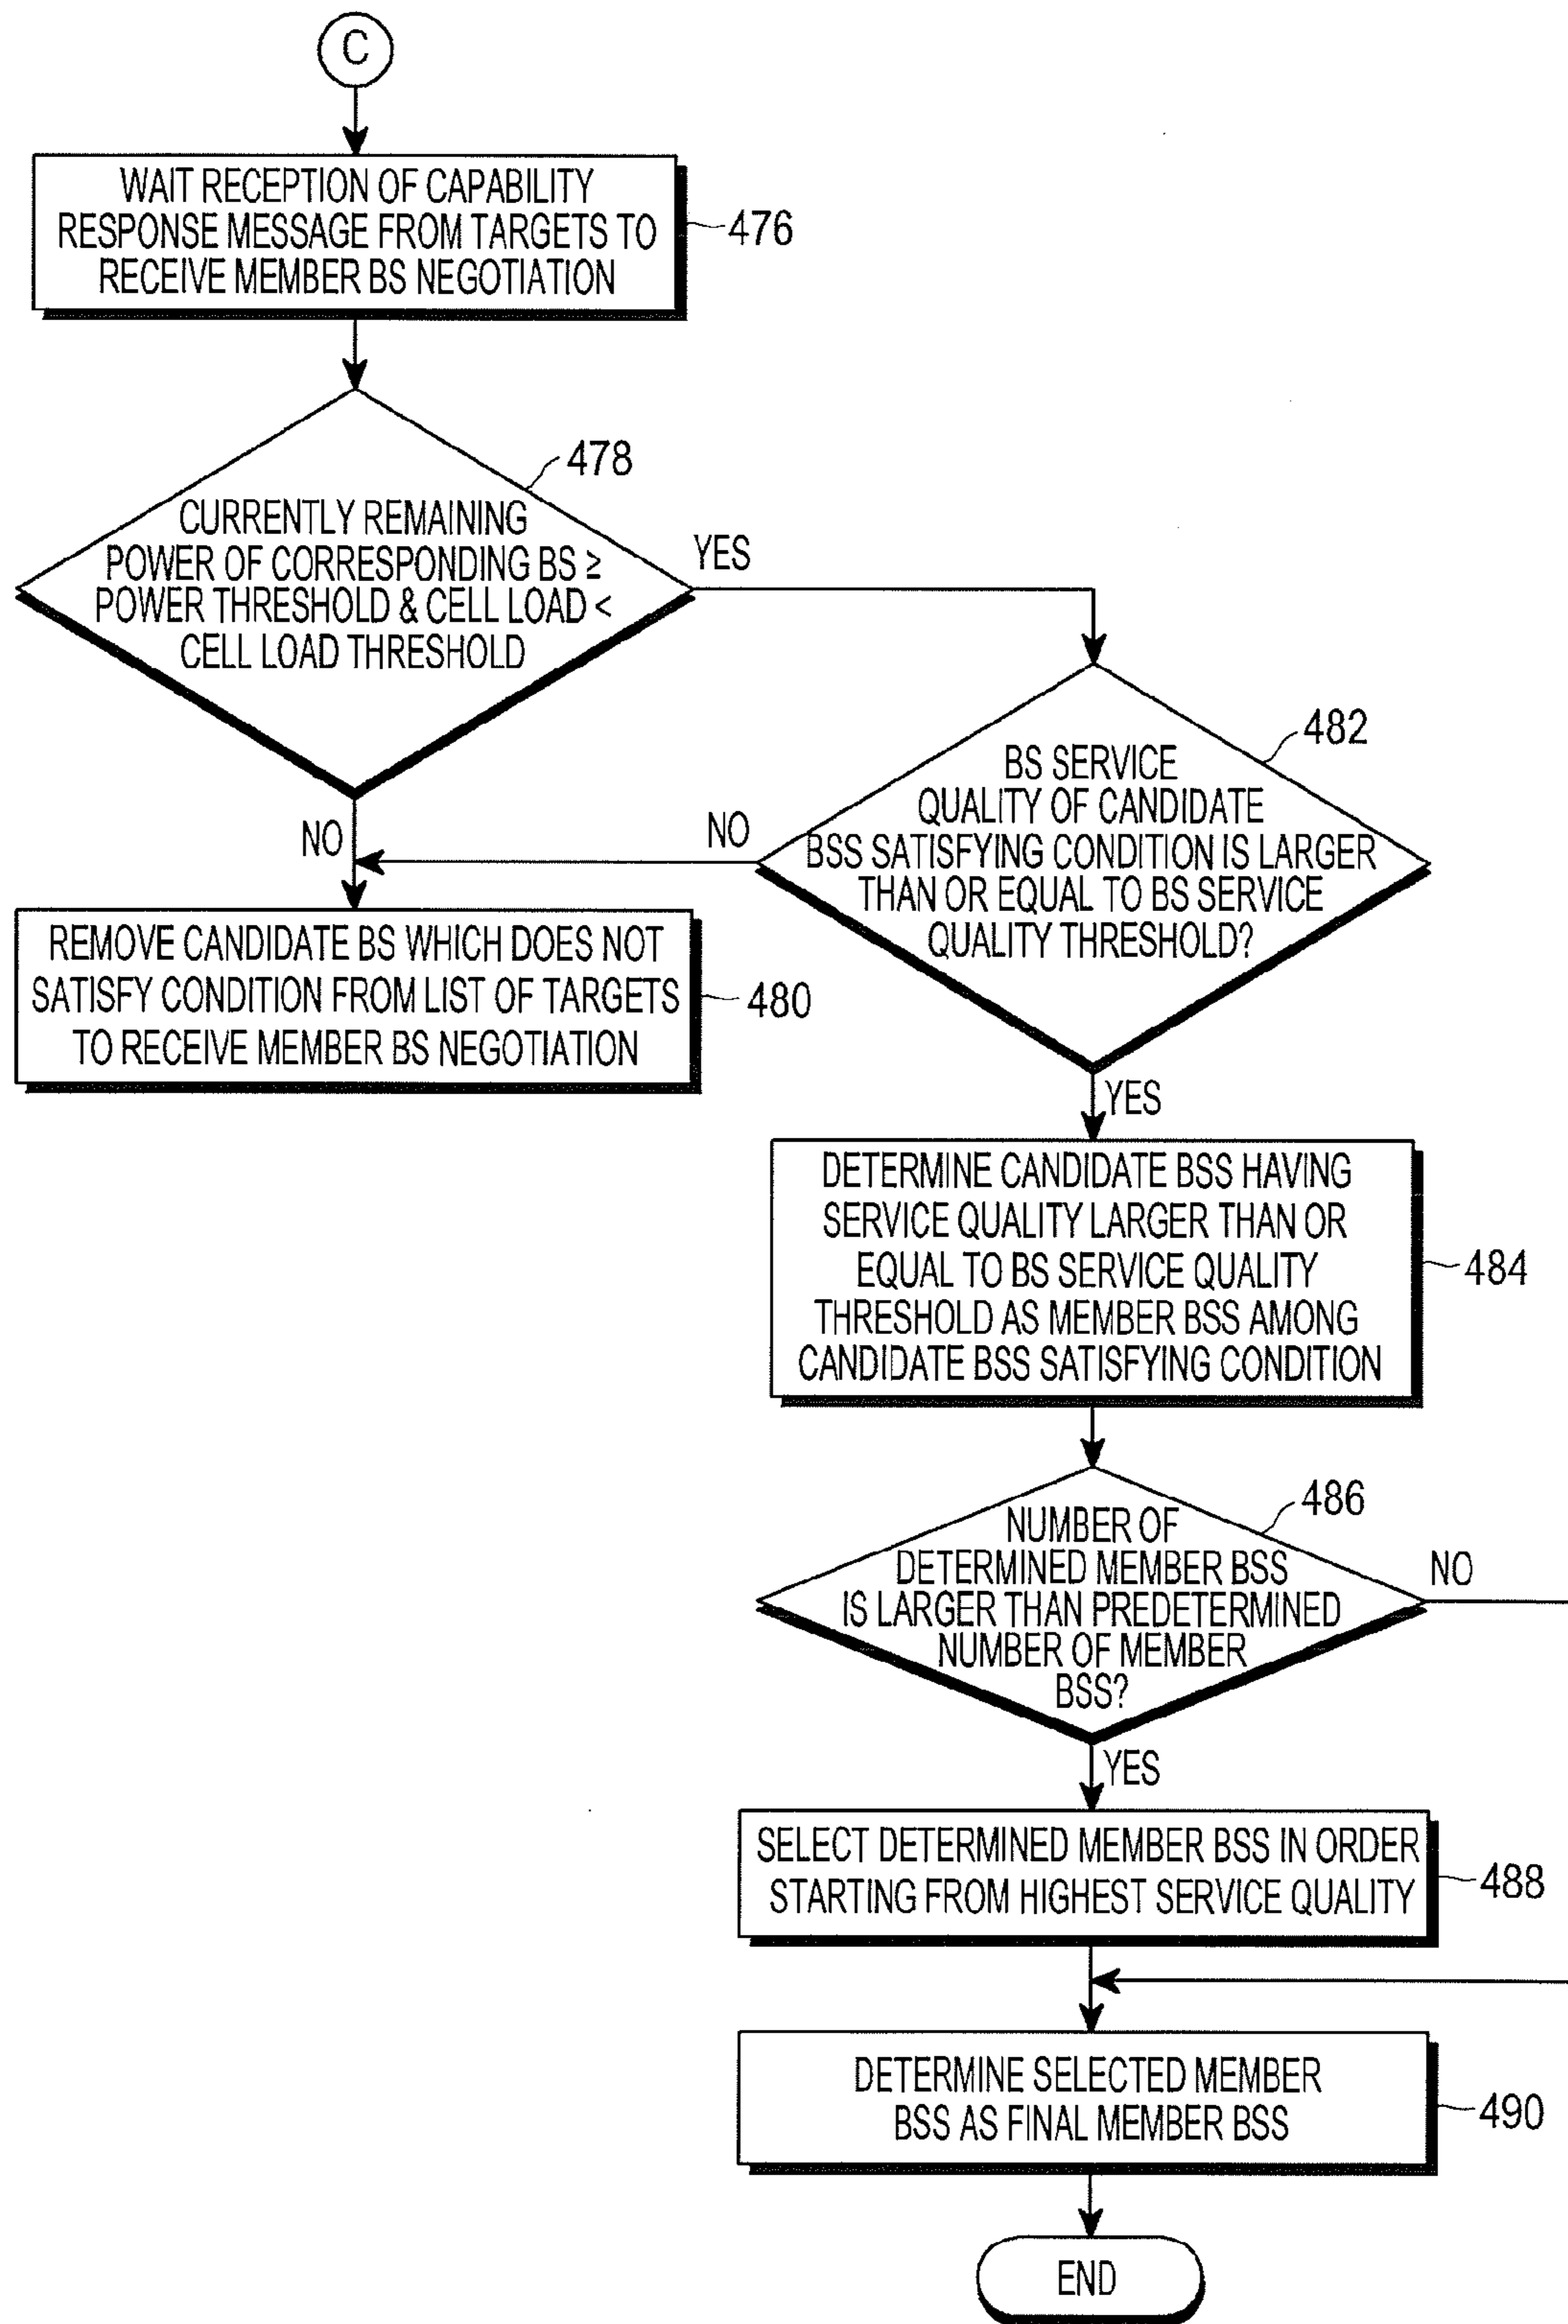 C
WAIT RECEPTION OF CAPABILITY
RESPONSE MESSAGE FROM TARGETS TO
RECEIVE MEMBER BS NEGOTIATION
476
478
CURRENTLY REMAINING
POWER OF CORRESPONDING BS ≥
POWER THRESHOLD & CELL LOAD <
CELL LOAD THRESHOLD
YES
NO
482
BS SERVICE
QUALITY OF CANDIDATE
BSS SATISFYING CONDITION IS LARGER
THAN OR EQUAL TO BS SERVICE
QUALITY THRESHOLD?
NO
REMOVE CANDIDATE BS WHICH DOES NOT
SATISFY CONDITION FROM LIST OF TARGETS
TO RECEIVE MEMBER BS NEGOTIATION
480
YES
DETERMINE CANDIDATE BSS HAVING
SERVICE QUALITY LARGER THAN OR
EQUAL TO BS SERVICE QUALITY
THRESHOLD AS MEMBER BSS AMONG
CANDIDATE BSS SATISFYING CONDITION
484
486
NUMBER OF
DETERMINED MEMBER BSS
IS LARGER THAN PREDETERMINED
NUMBER OF MEMBER
BSS?
NO
YES
SELECT DETERMINED MEMBER BSS IN ORDER
STARTING FROM HIGHEST SERVICE QUALITY
488
DETERMINE SELECTED MEMBER
BSS AS FINAL MEMBER BSS
490
END